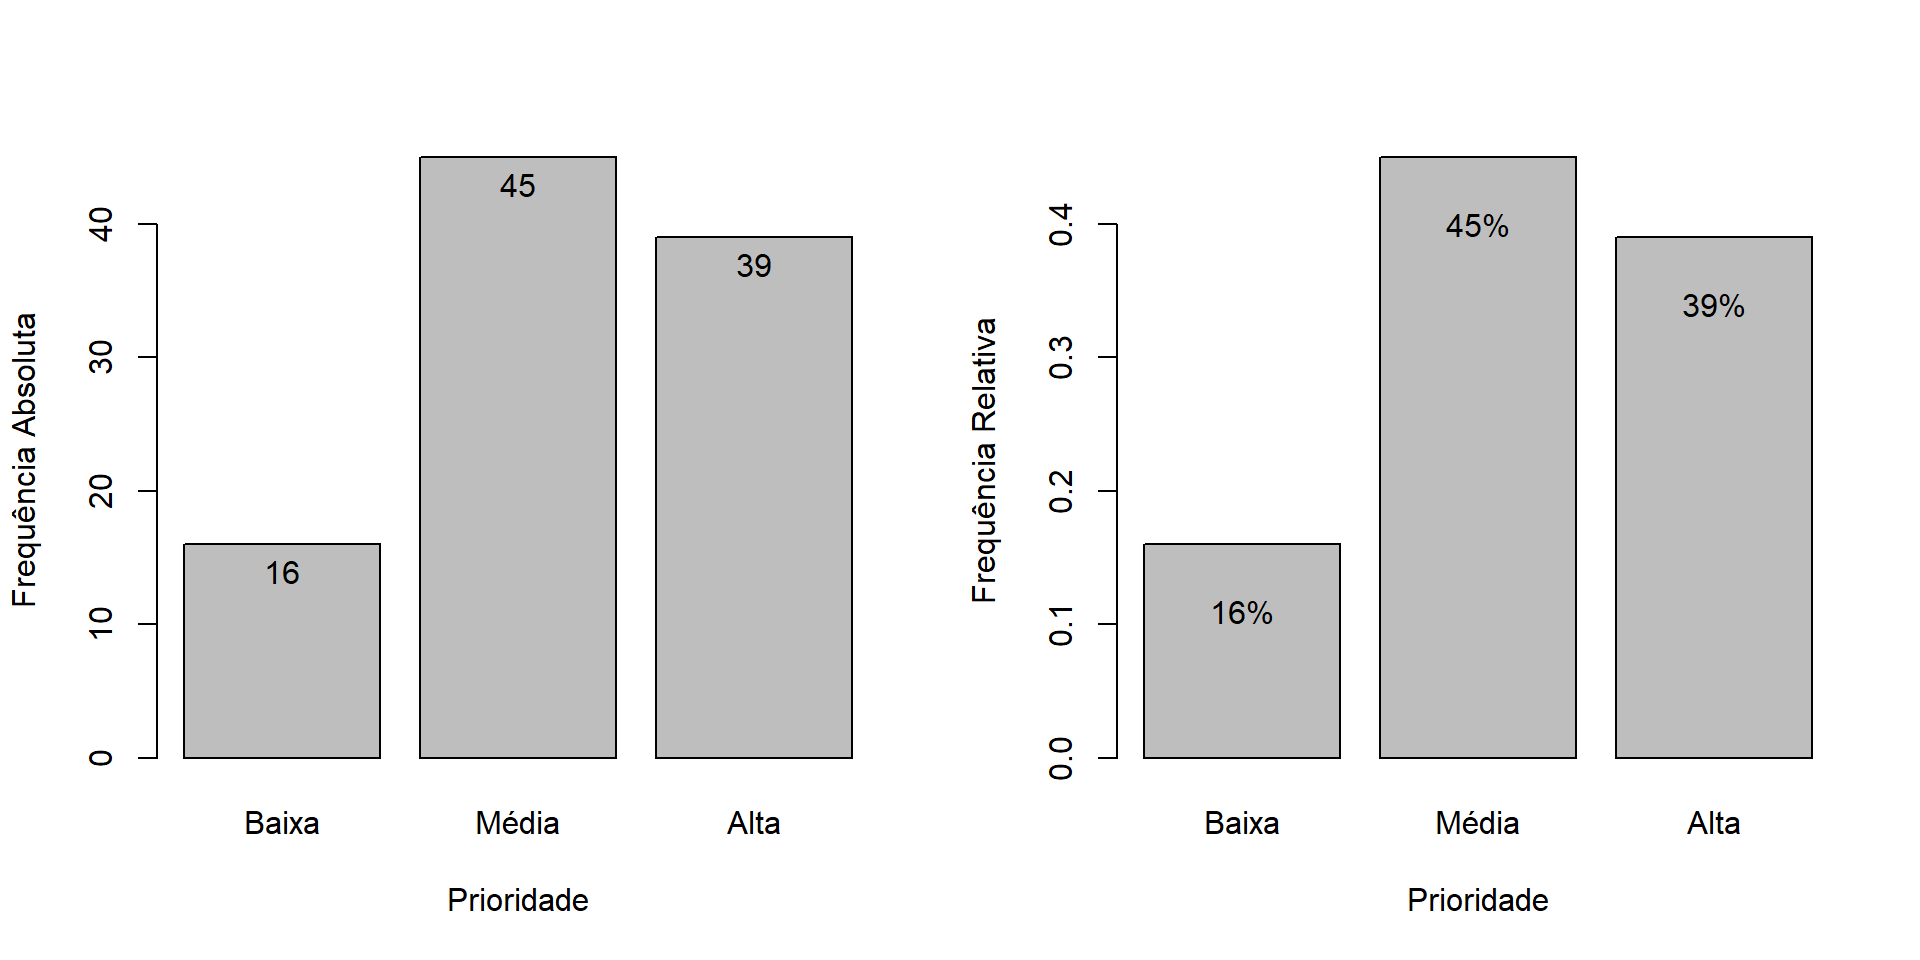 Frequência Absoluta
40
30
20
10
0
45
39
16
Baixa Média Alta
Prioridade
Frequência Relativa
0.4
0.3
0.2
0.1
0.0
45%
39%
16%
Baixa Média Alta
Prioridade